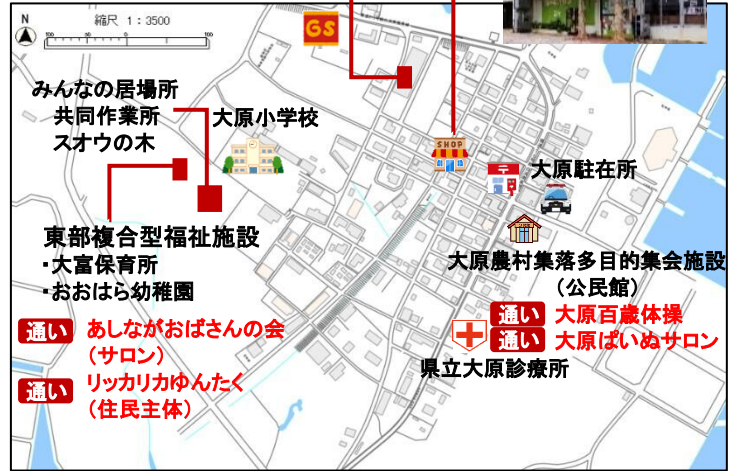 N
縮尺 1:3500
100 50 0 100
GS
みんなの居場所
共同作業所
スオウの木
大原小学校
SHOP
大原駐在所
東部複合型福祉施設
・大富保育所
・おおはら幼稚園
大原農村集落多目的集会施設
(公民館)
通い 大原百歳体操
通い 大原ぱいぬサロン
通い あしながおばさんの会
(サロン)
県立大原診療所
通い リッカリカゆんたく
(住民主体)